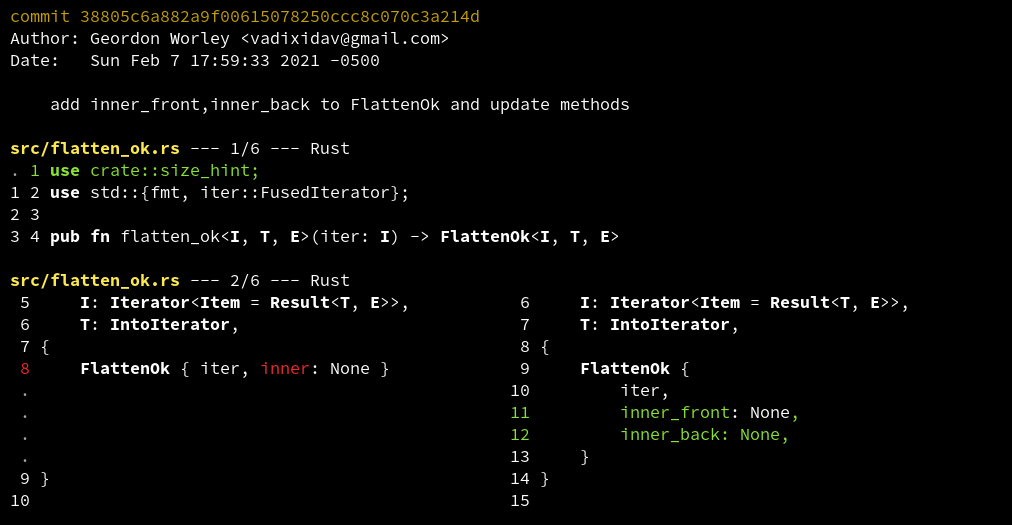 commit 38805c6a882a9f00615078250ccc8c070c3a214d
Author: Geordon Worley <vadixidav@gmail.com>
Date:   Sun Feb 7 17:59:33 2021 -0500

    add inner_front,inner_back to FlattenOk and update methods

src/flatten_ok.rs --- 1/6 --- Rust
. 1 use crate::size_hint;
1 2 use std::{fmt, iter::FusedIterator};
2 3
3 4 pub fn flatten_ok<I, T, E>(iter: I) -> FlattenOk<I, T, E>

src/flatten_ok.rs --- 2/6 --- Rust
 5     I: Iterator<Item = Result<T, E>>,           6     I: Iterator<Item = Result<T, E>>,
 6     T: IntoIterator,                            7     T: IntoIterator,
 7 {                                               8 {
 8     FlattenOk { iter, inner: None }             9     FlattenOk {
 .                                                10         iter,
 .                                                11         inner_front: None,
 .                                                12         inner_back: None,
 .                                                13     }
 9 }                                              14 }
10                                                15